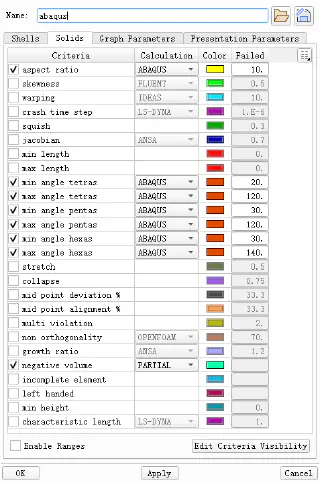 Name: abaqus
Shells Solids Graph Parameters Presentation Parameters
Criteria Calculation Color Failed
aspect ratio ABAQUS 10.
skewness FLUENT 0.5
warping IDEAS 10.
crash time step LS-DYNA 1.E-6
squish 0.3
jacobian ANSA 0.7
min length 0.
max length 0.
min angle tetras ABAQUS 20.
max angle tetras ABAQUS 120.
min angle pentas ABAQUS 30.
max angle pentas ABAQUS 120.
min angle hexas ABAQUS 30.
max angle hexas ABAQUS 140.
stretch 0.5
collapse 0.75
mid point deviation % 33.3
mid point alignment % 33.3
multi violation 2.
non orthogonality OPENFOAM 70.
growth ratio ANSA 1.2
negative volume PARTIAL
incomplete element
left handed
min height 0.
characteristic length LS-DYNA 1.
Enable Ranges Edit Criteria Visibility
OK Apply Cancel